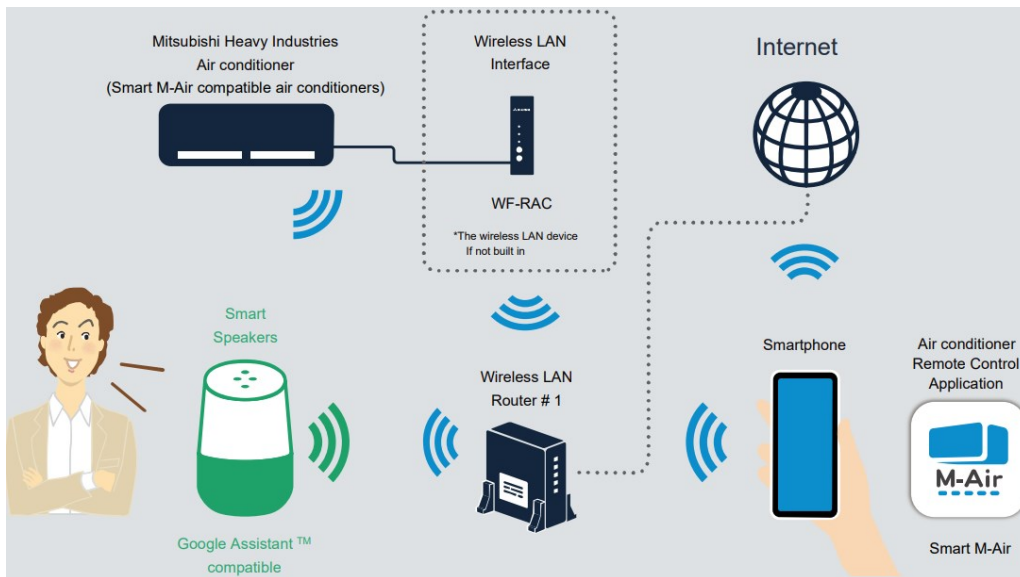 Mitsubishi Heavy Industries
Air conditioner
(Smart M-Air compatible air conditioners)
Wireless LAN
Interface
WF-RAC
*The wireless LAN device
If not built in
Internet
Smart
Speakers
Google Assistant TM
compatible
Wireless LAN
Router # 1
Smartphone
Air conditioner
Remote Control
Application
M-Air
Smart M-Air